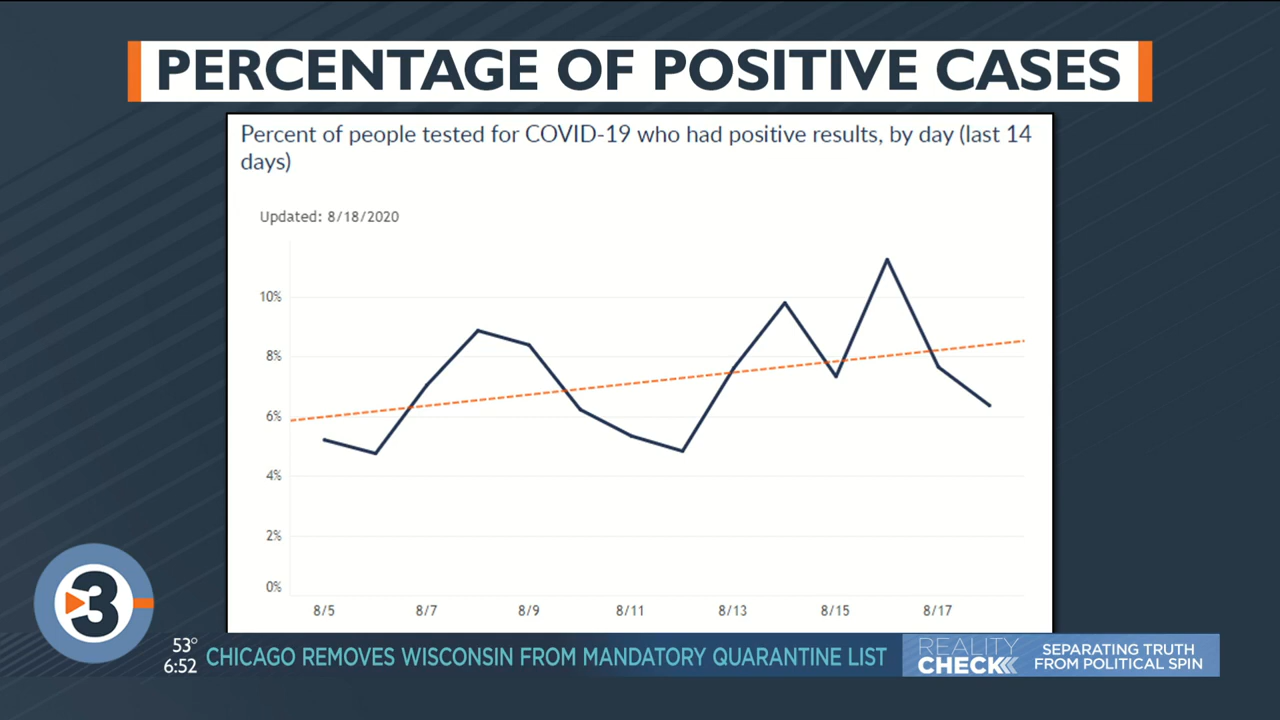 PERCENTAGE OF POSITIVE CASES
Percent of people tested for COVID-19 who had positive results, by day (last 14
days)
Updated: 8/18/2020
10%
8%
6%
4%
2%
0%
8/5 8/7 8/9 8/11 8/13 8/15 8/17
3
53°
6:52
CHICAGO REMOVES WISCONSIN FROM MANDATORY QUARANTINE LIST
REALITY
CHECK
SEPARATING TRUTH
FROM POLITICAL SPIN